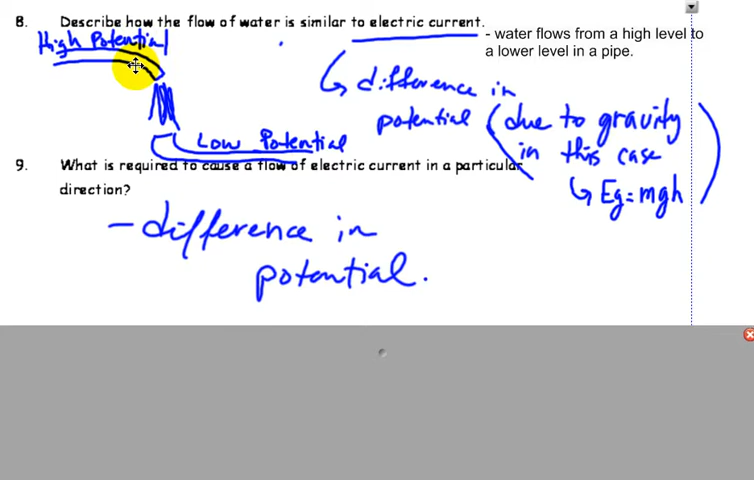 8. Describe how the flow of water is similar to electric current.
- water flows from a high level to
a lower level in a pipe.
High Potential
↳ difference in
potential (due to gravity
in this case
↳ Eg = mgh)
Low Potential
9. What is required to cause a flow of electric current in a particular
direction?
- difference in
potential.